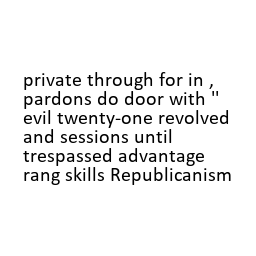 private through for in ,
pardons do door with "
evil twenty-one revolved
and sessions until
trespassed advantage
rang skills Republicanism